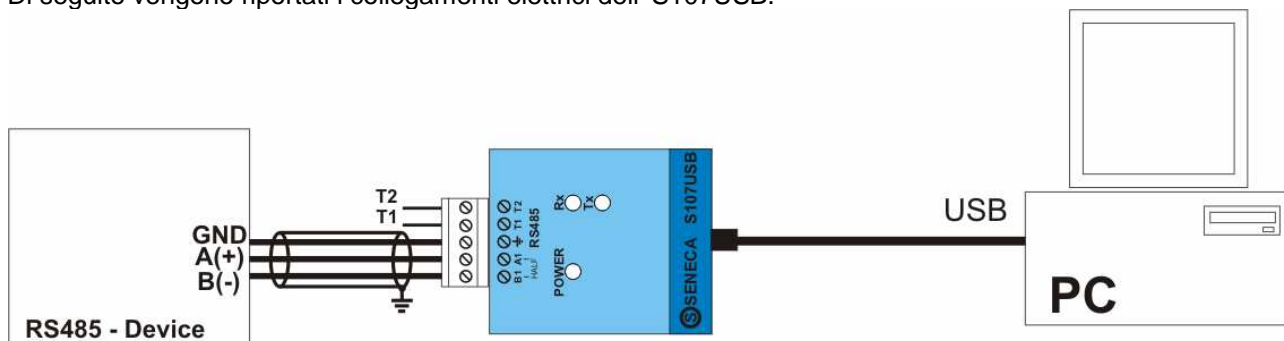 Di seguito vengono riportati i collegamenti elettrici dell' S107USB.
T2
T1
GND
A(+)
B(-)
RS485 - Device
T2
T1
A1
B1
HALF
RS485
Rx
Tx
POWER
S SENECA S107USB
USB
PC